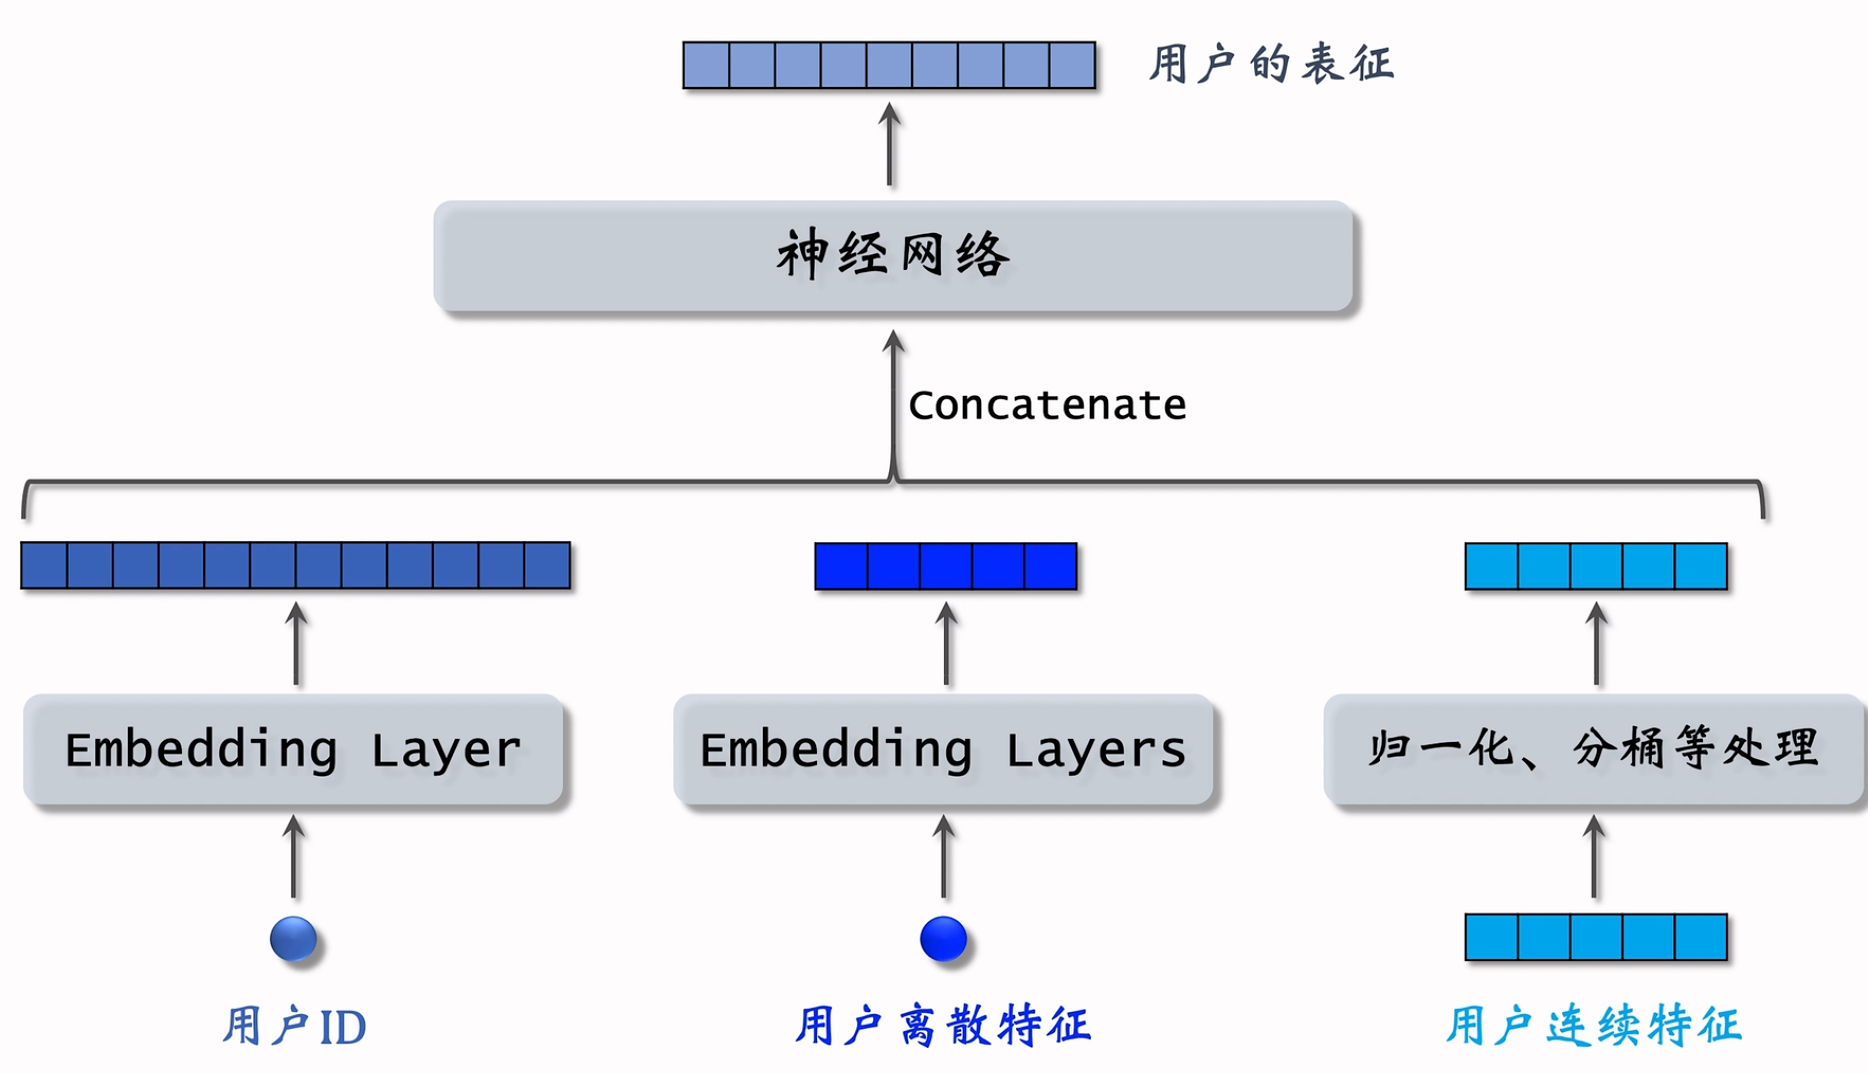 用户的表征
神经网络
Concatenate
Embedding Layer
Embedding Layers
归一化、分桶等处理
用户ID
用户离散特征
用户连续特征